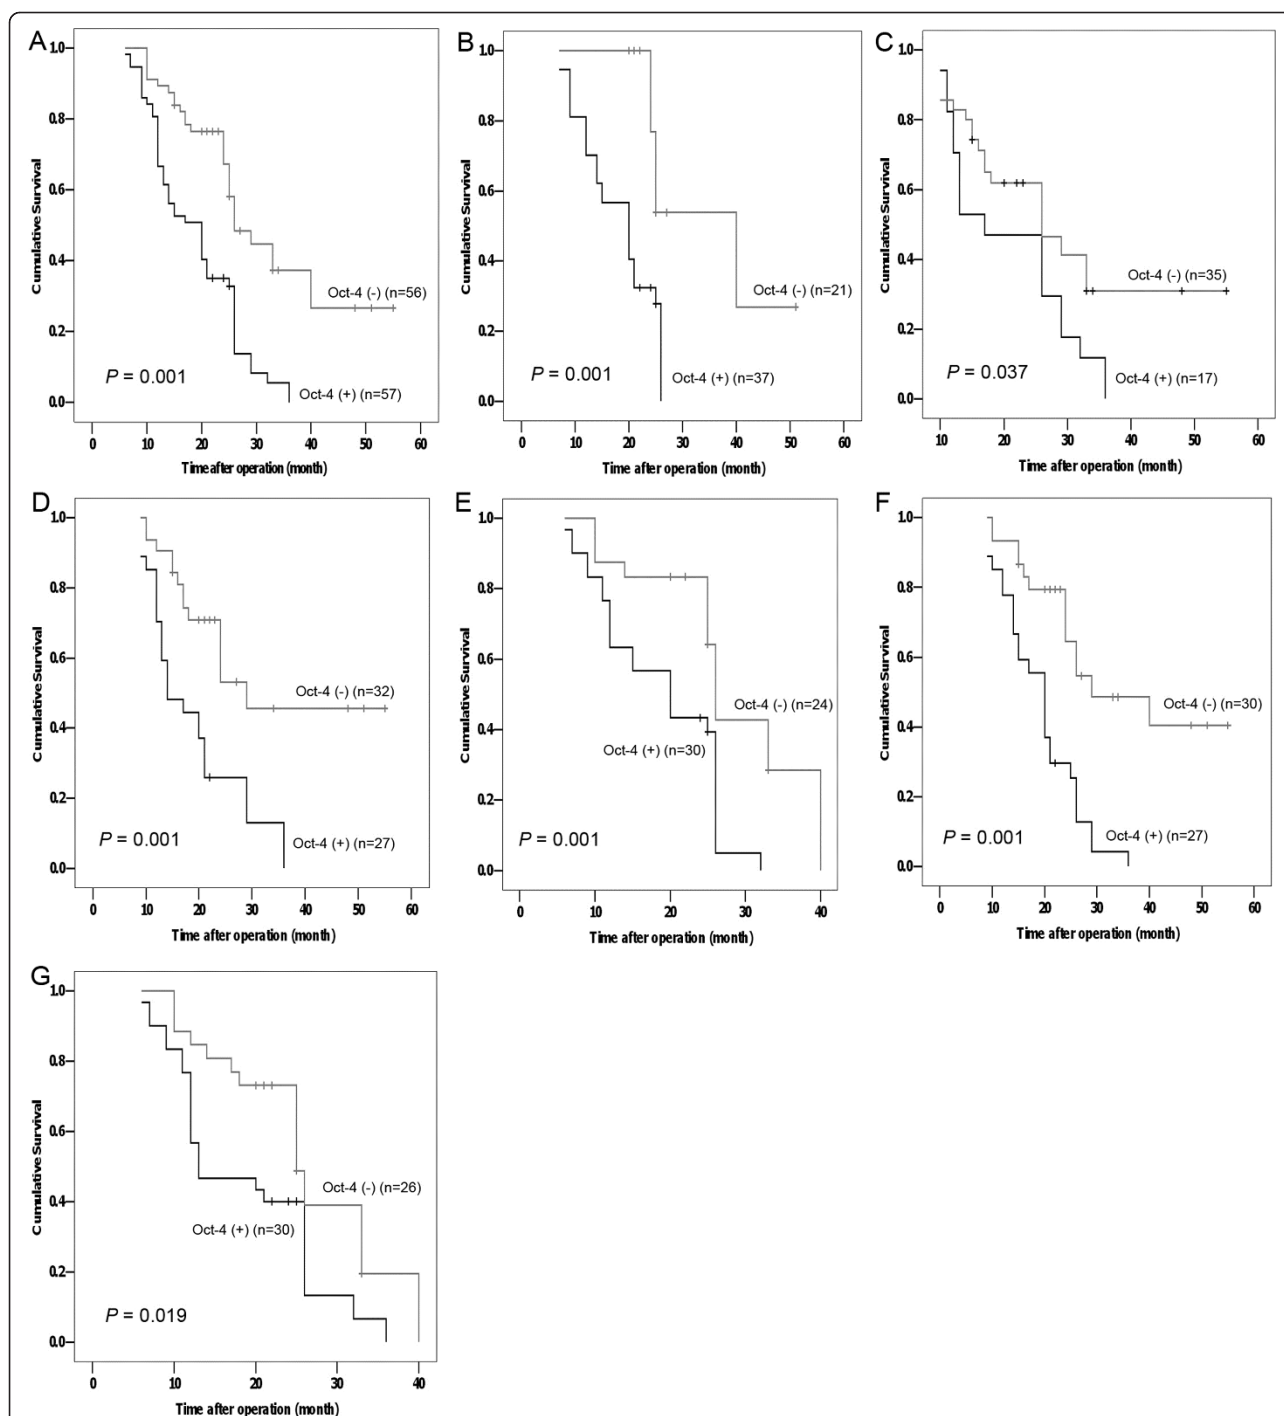 A
Cumulative Survival
1.0
0.8
0.6
0.4
0.2
0.0
Oct-4 (-) (n=56)
P = 0.001
Oct-4 (+) (n=57)
0 10 20 30 40 50 60
Time after operation (month)
B
Cumulative Survival
1.0
0.8
0.6
0.4
0.2
0.0
Oct-4 (-) (n=21)
P = 0.001
Oct-4 (+) (n=37)
0 10 20 30 40 50 60
Time after operation (month)
C
Cumulative Survival
1.0
0.8
0.6
0.4
0.2
0.0
Oct-4 (-) (n=35)
P = 0.037
Oct-4 (+) (n=17)
10 20 30 40 50 60
Time after operation (month)
D
Cumulative Survival
1.0
0.8
0.6
0.4
0.2
0.0
Oct-4 (-) (n=32)
P = 0.001
Oct-4 (+) (n=27)
0 10 20 30 40 50 60
Time after operation (month)
E
Cumulative Survival
1.0
0.8
0.6
0.4
0.2
0.0
Oct-4 (-) (n=24)
Oct-4 (+) (n=30)
P = 0.001
0 10 20 30 40
Time after operation (month)
F
Cumulative Survival
1.0
0.8
0.6
0.4
0.2
0.0
Oct-4 (-) (n=30)
P = 0.001
Oct-4 (+) (n=27)
0 10 20 30 40 50 60
Time after operation (month)
G
Cumulative Survival
1.0
0.8
0.6
0.4
0.2
0.0
Oct-4 (-) (n=26)
Oct-4 (+) (n=30)
P = 0.019
0 10 20 30 40
Time after operation (month)